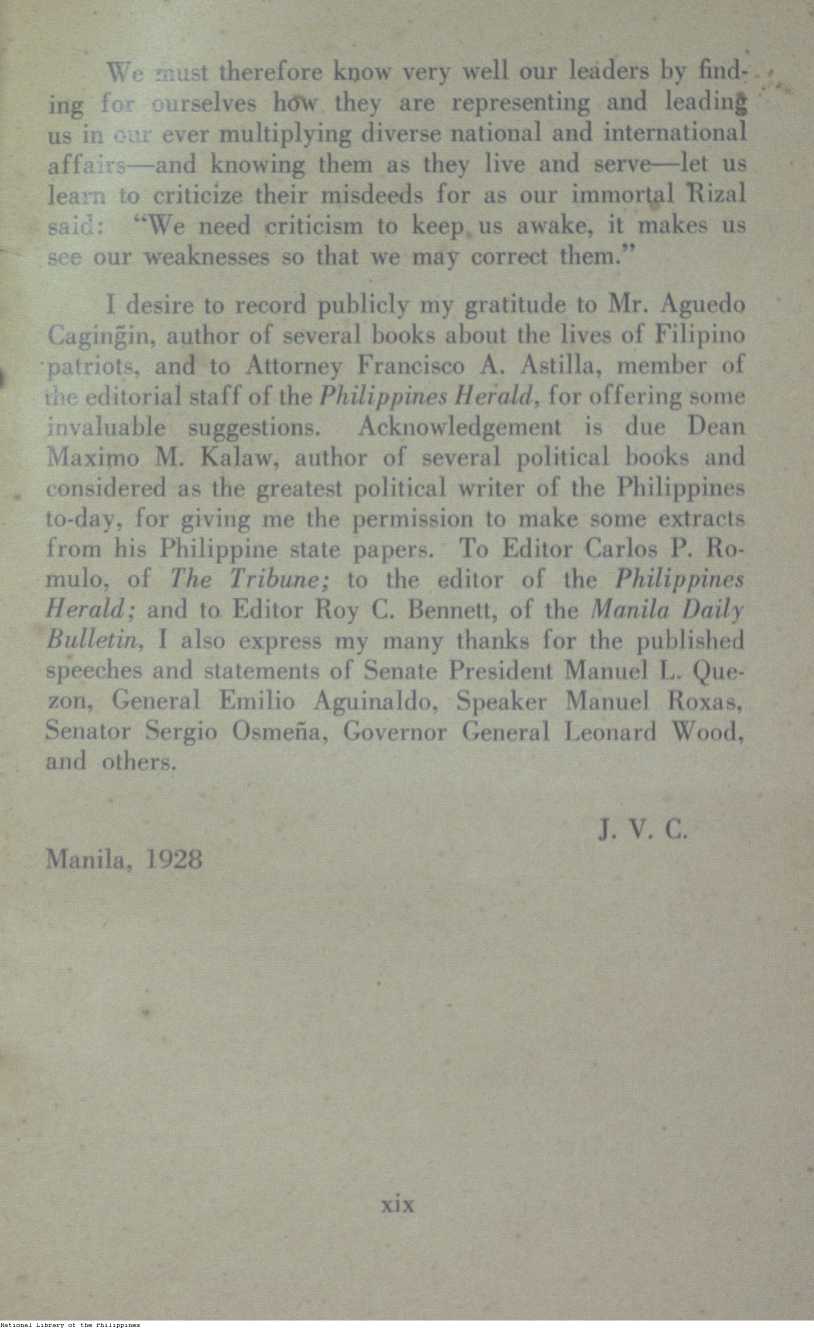 We must therefore know very well our leaders by find-
ing for ourselves how they are representing and leading
us in our ever multiplying diverse national and international
affairs—and knowing them as they live and serve—let us
learn to criticize their misdeeds for as our immortal Rizal
said: “We need criticism to keep us awake, it makes us
see our weaknesses so that we may correct them.”
I desire to record publicly my gratitude to Mr. Aguedo
Caging̃in, author of several books about the lives of Filipino
patriots, and to Attorney Francisco A. Astilla, member of
the editorial staff of the Philippines Herald, for offering some
invaluable suggestions. Acknowledgement is due Dean
Maximo M. Kalaw, author of several political books and
considered as the greatest political writer of the Philippines
to-day, for giving me the permission to make some extracts
from his Philippine state papers. To Editor Carlos P. Ro-
mulo, of The Tribune; to the editor of the Philippines
Herald; and to Editor Roy C. Bennett, of the Manila Daily
Bulletin, I also express my many thanks for the published
speeches and statements of Senate President Manuel L. Que-
zon, General Emilio Aguinaldo, Speaker Manuel Roxas,
Senator Sergio Osmeña, Governor General Leonard Wood,
and others.
J. V. C.
Manila, 1928
xix
National Library of the Philippines